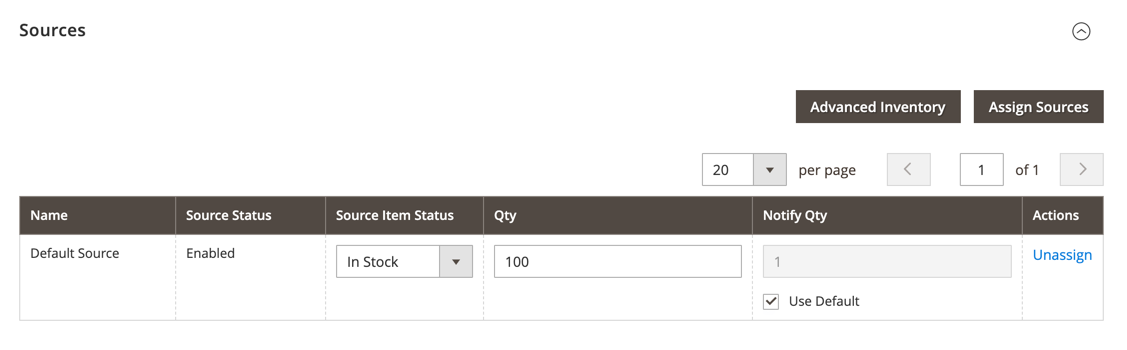 Sources
Advanced Inventory Assign Sources
20 per page 1 of 1
Name Source Status Source Item Status Qty Notify Qty Actions
Default Source Enabled In Stock 100 1 Unassign
Use Default